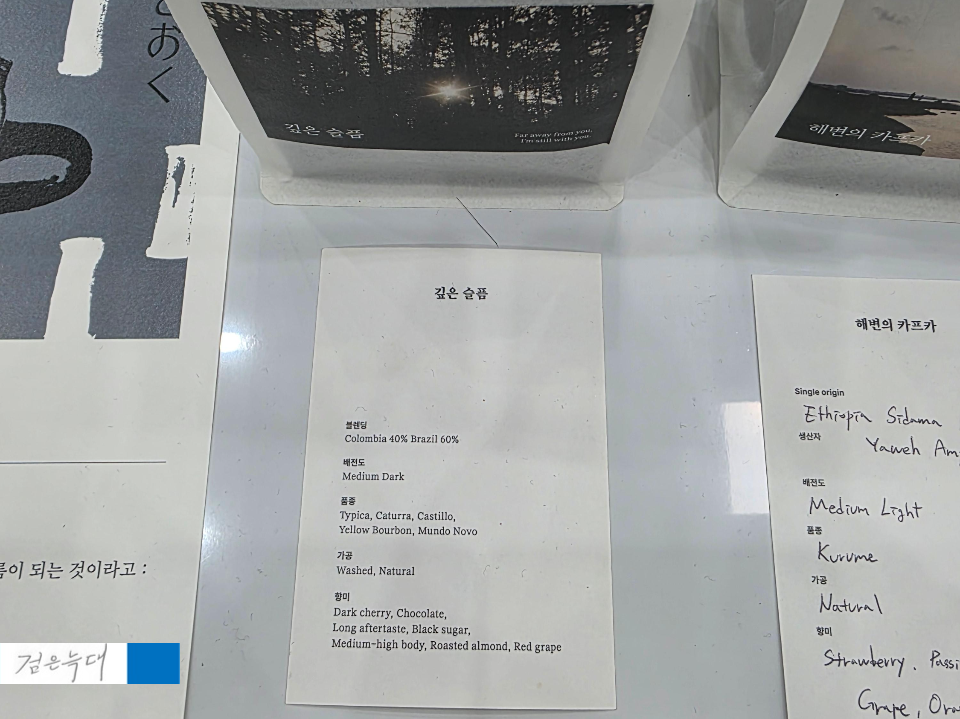 おく
깊은 슬픔
Far away from you,
I'm still with you.
해변의 카프카
깊은 슬픔
블렌딩
Colombia 40% Brazil 60%
배전도
Medium Dark
품종
Typica, Caturra, Castillo,
Yellow Bourbon, Mundo Novo
가공
Washed, Natural
향미
Dark cherry, Chocolate,
Long aftertaste, Black sugar,
Medium-high body, Roasted almond, Red grape
해변의 카프카
Single origin
Ethiopia Sidama
생산자
Yaweh
배전도
Medium Light
품종
Kurume
가공
Natural
향미
Strawberry.
Grape,
되는 것이라고 :
검은늑대